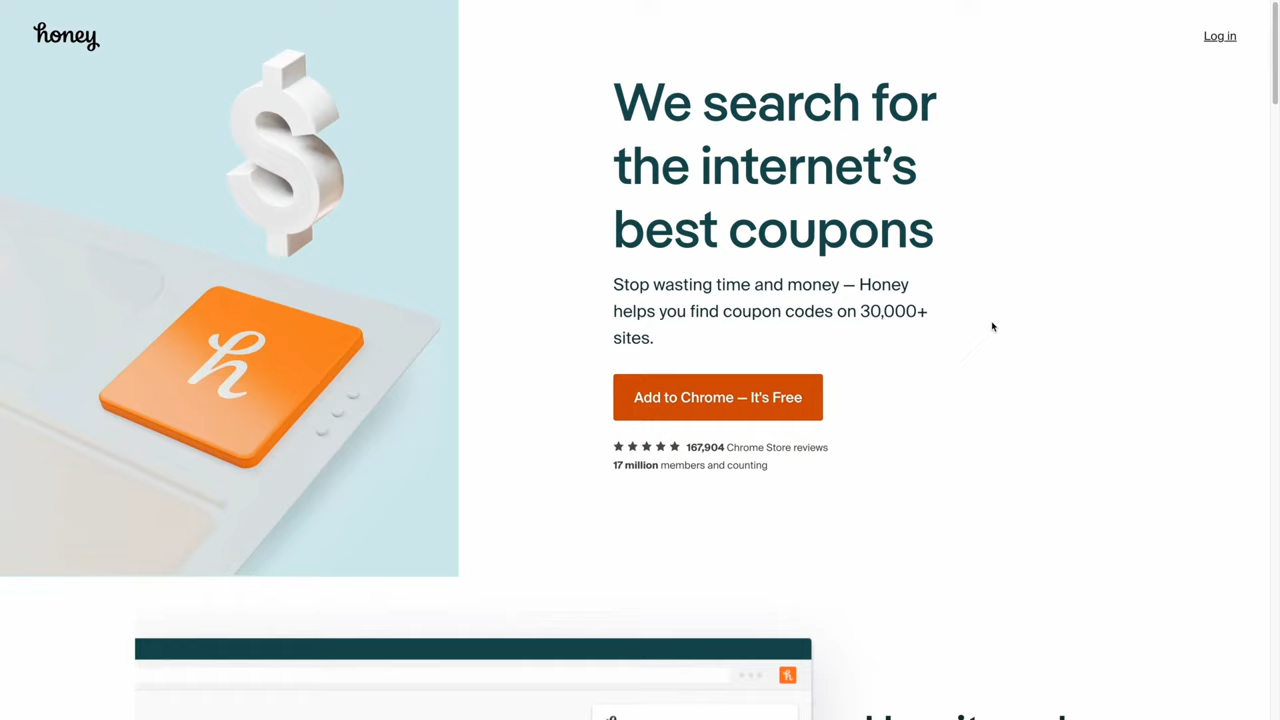 honey
Log in
We search for
the internet's
best coupons
Stop wasting time and money — Honey
helps you find coupon codes on 30,000+
sites.
Add to Chrome — It's Free
167,904 Chrome Store reviews
17 million members and counting
h
h